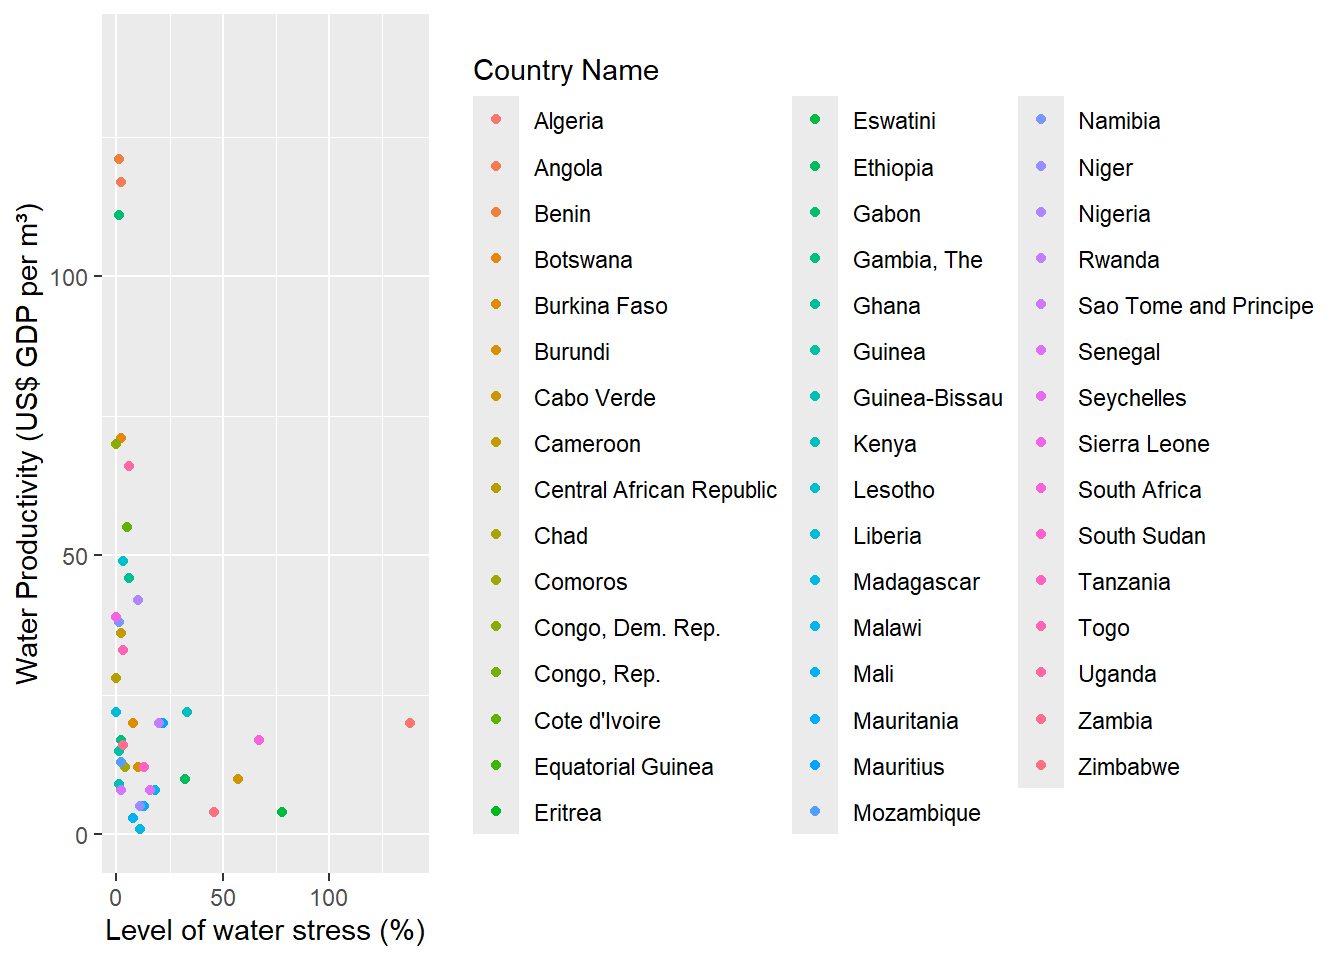 Country Name
Algeria
Angola
Benin
Botswana
Burkina Faso
Burundi
Cabo Verde
Cameroon
Central African Republic
Chad
Comoros
Congo, Dem. Rep.
Congo, Rep.
Cote d'Ivoire
Equatorial Guinea
Eritrea
Eswatini
Ethiopia
Gabon
Gambia, The
Ghana
Guinea
Guinea-Bissau
Kenya
Lesotho
Liberia
Madagascar
Malawi
Mali
Mauritania
Mauritius
Mozambique
Namibia
Niger
Nigeria
Rwanda
Sao Tome and Principe
Senegal
Seychelles
Sierra Leone
South Africa
South Sudan
Tanzania
Togo
Uganda
Zambia
Zimbabwe
Water Productivity (US$ GDP per m³)
100
50
0
0 50 100
Level of water stress (%)